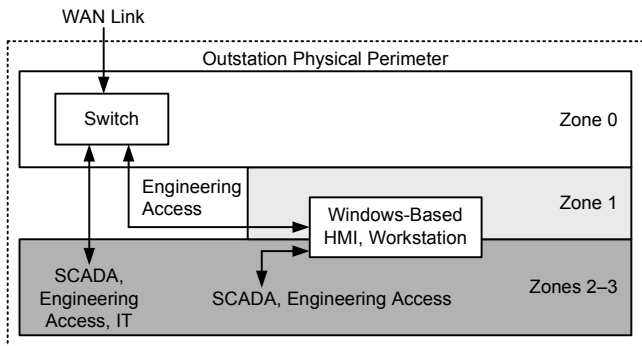 WAN Link
Outstation Physical Perimeter
Switch
Zone 0
Engineering
Access
Zone 1
Windows-Based
HMI, Workstation
SCADA,
Engineering
Access, IT
SCADA, Engineering Access
Zones 2–3